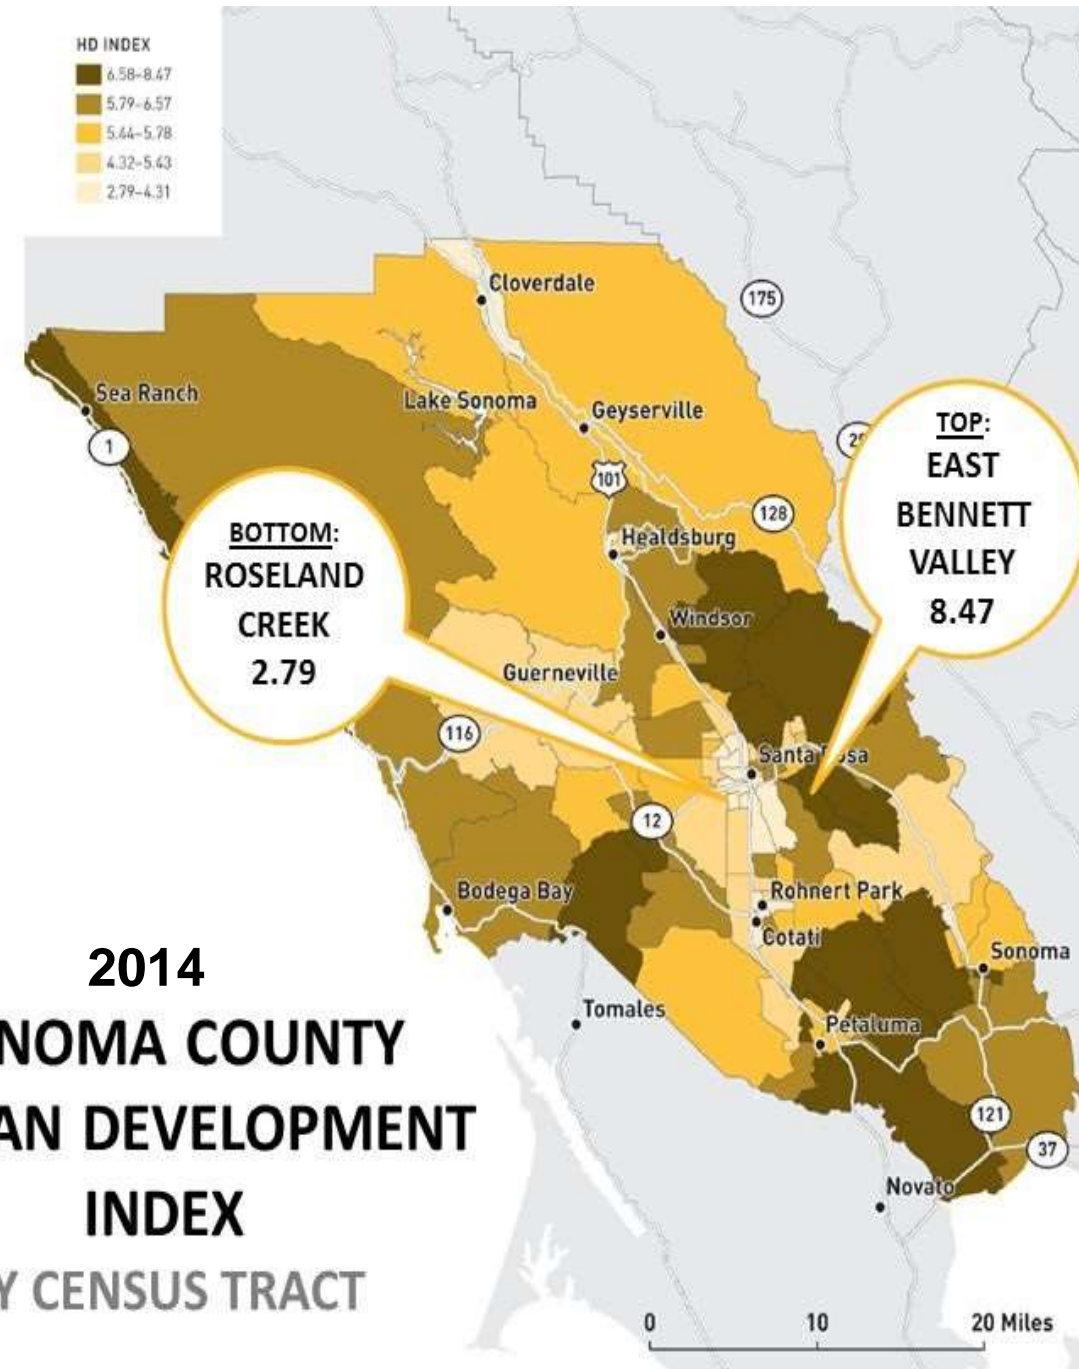 HD INDEX
6.58–8.47
5.79–6.57
5.44–5.78
4.32–5.43
2.79–4.31
Cloverdale
175
Sea Ranch
Lake Sonoma
Geyserville
1
101
29
TOP:
EAST
BENNETT
VALLEY
8.47
128
Healdsburg
BOTTOM:
ROSELAND
CREEK
2.79
Windsor
Guerneville
116
Santa Rosa
12
Bodega Bay
Rohnert Park
Cotati
Sonoma
Tomales
Petaluma
121
37
Novato
2014
NOMA COUNTY
AN DEVELOPMENT
INDEX
Y CENSUS TRACT
0 10 20 Miles